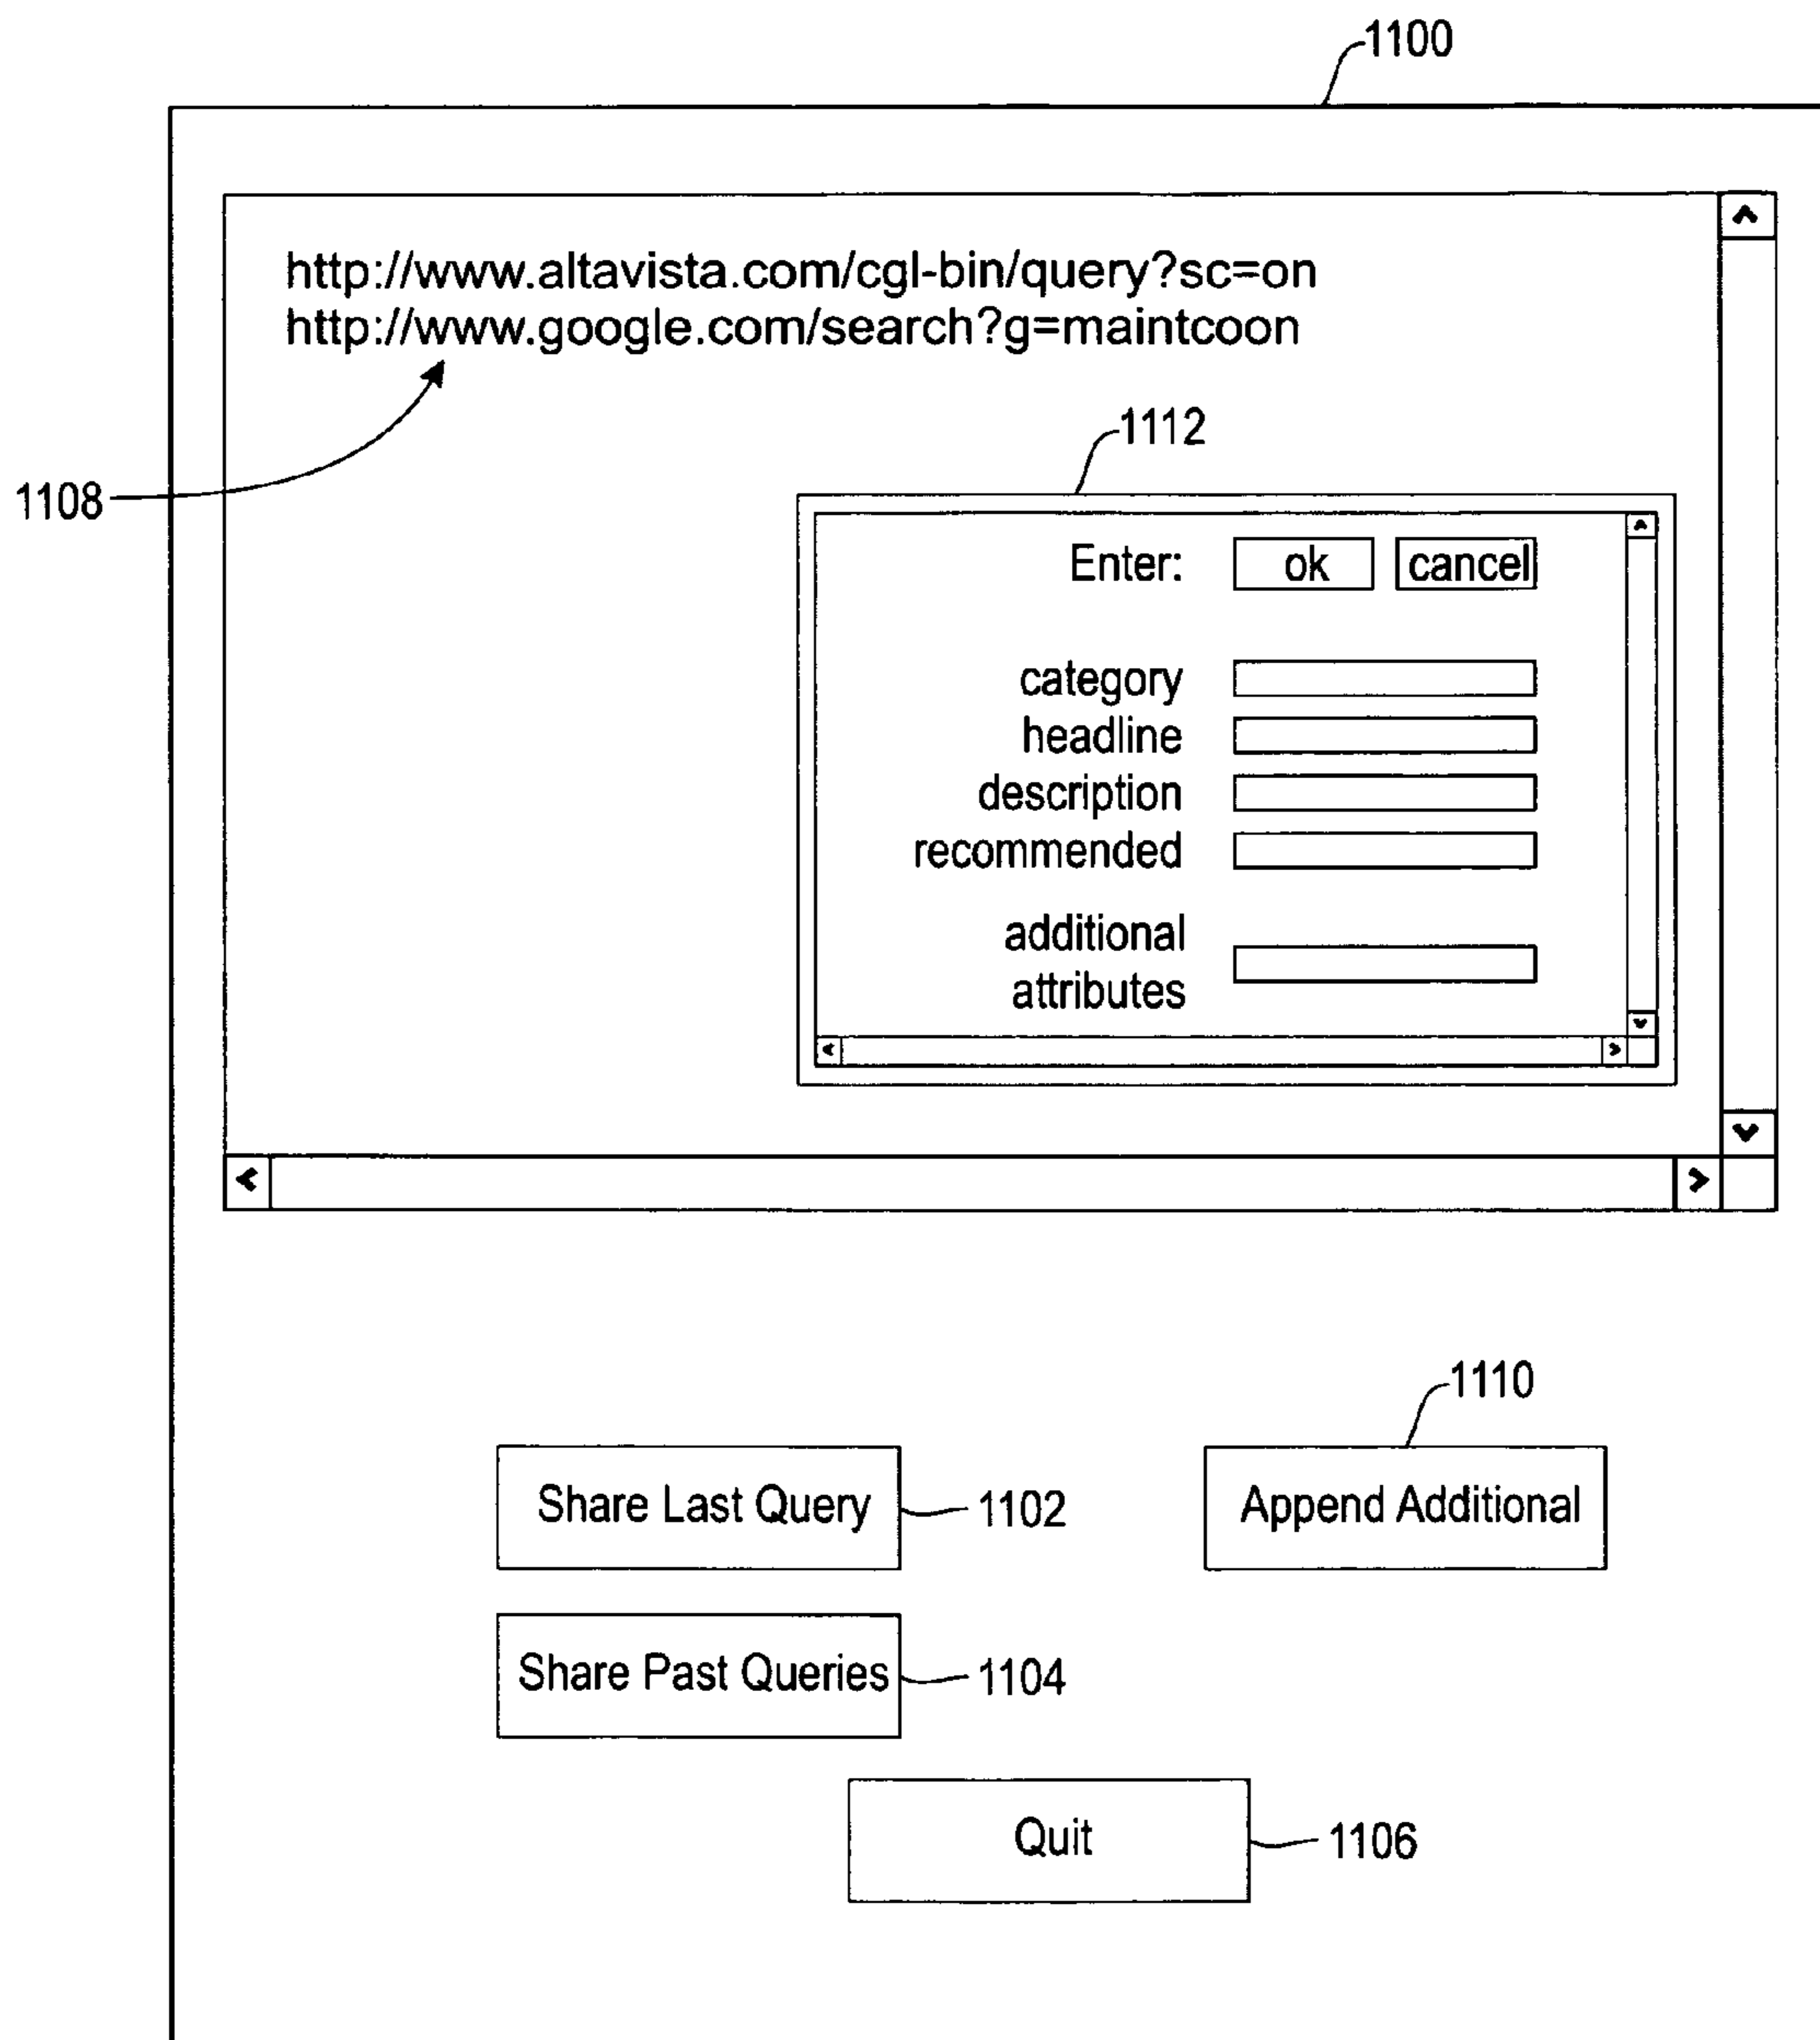 1100
http://www.altavista.com/cgl-bin/query?sc=on
http://www.google.com/search?g=maintcoon
1108
1112
Enter: ok cancel
category
headline
description
recommended
additional
attributes
1110
Share Last Query 1102 Append Additional
Share Past Queries 1104
Quit 1106